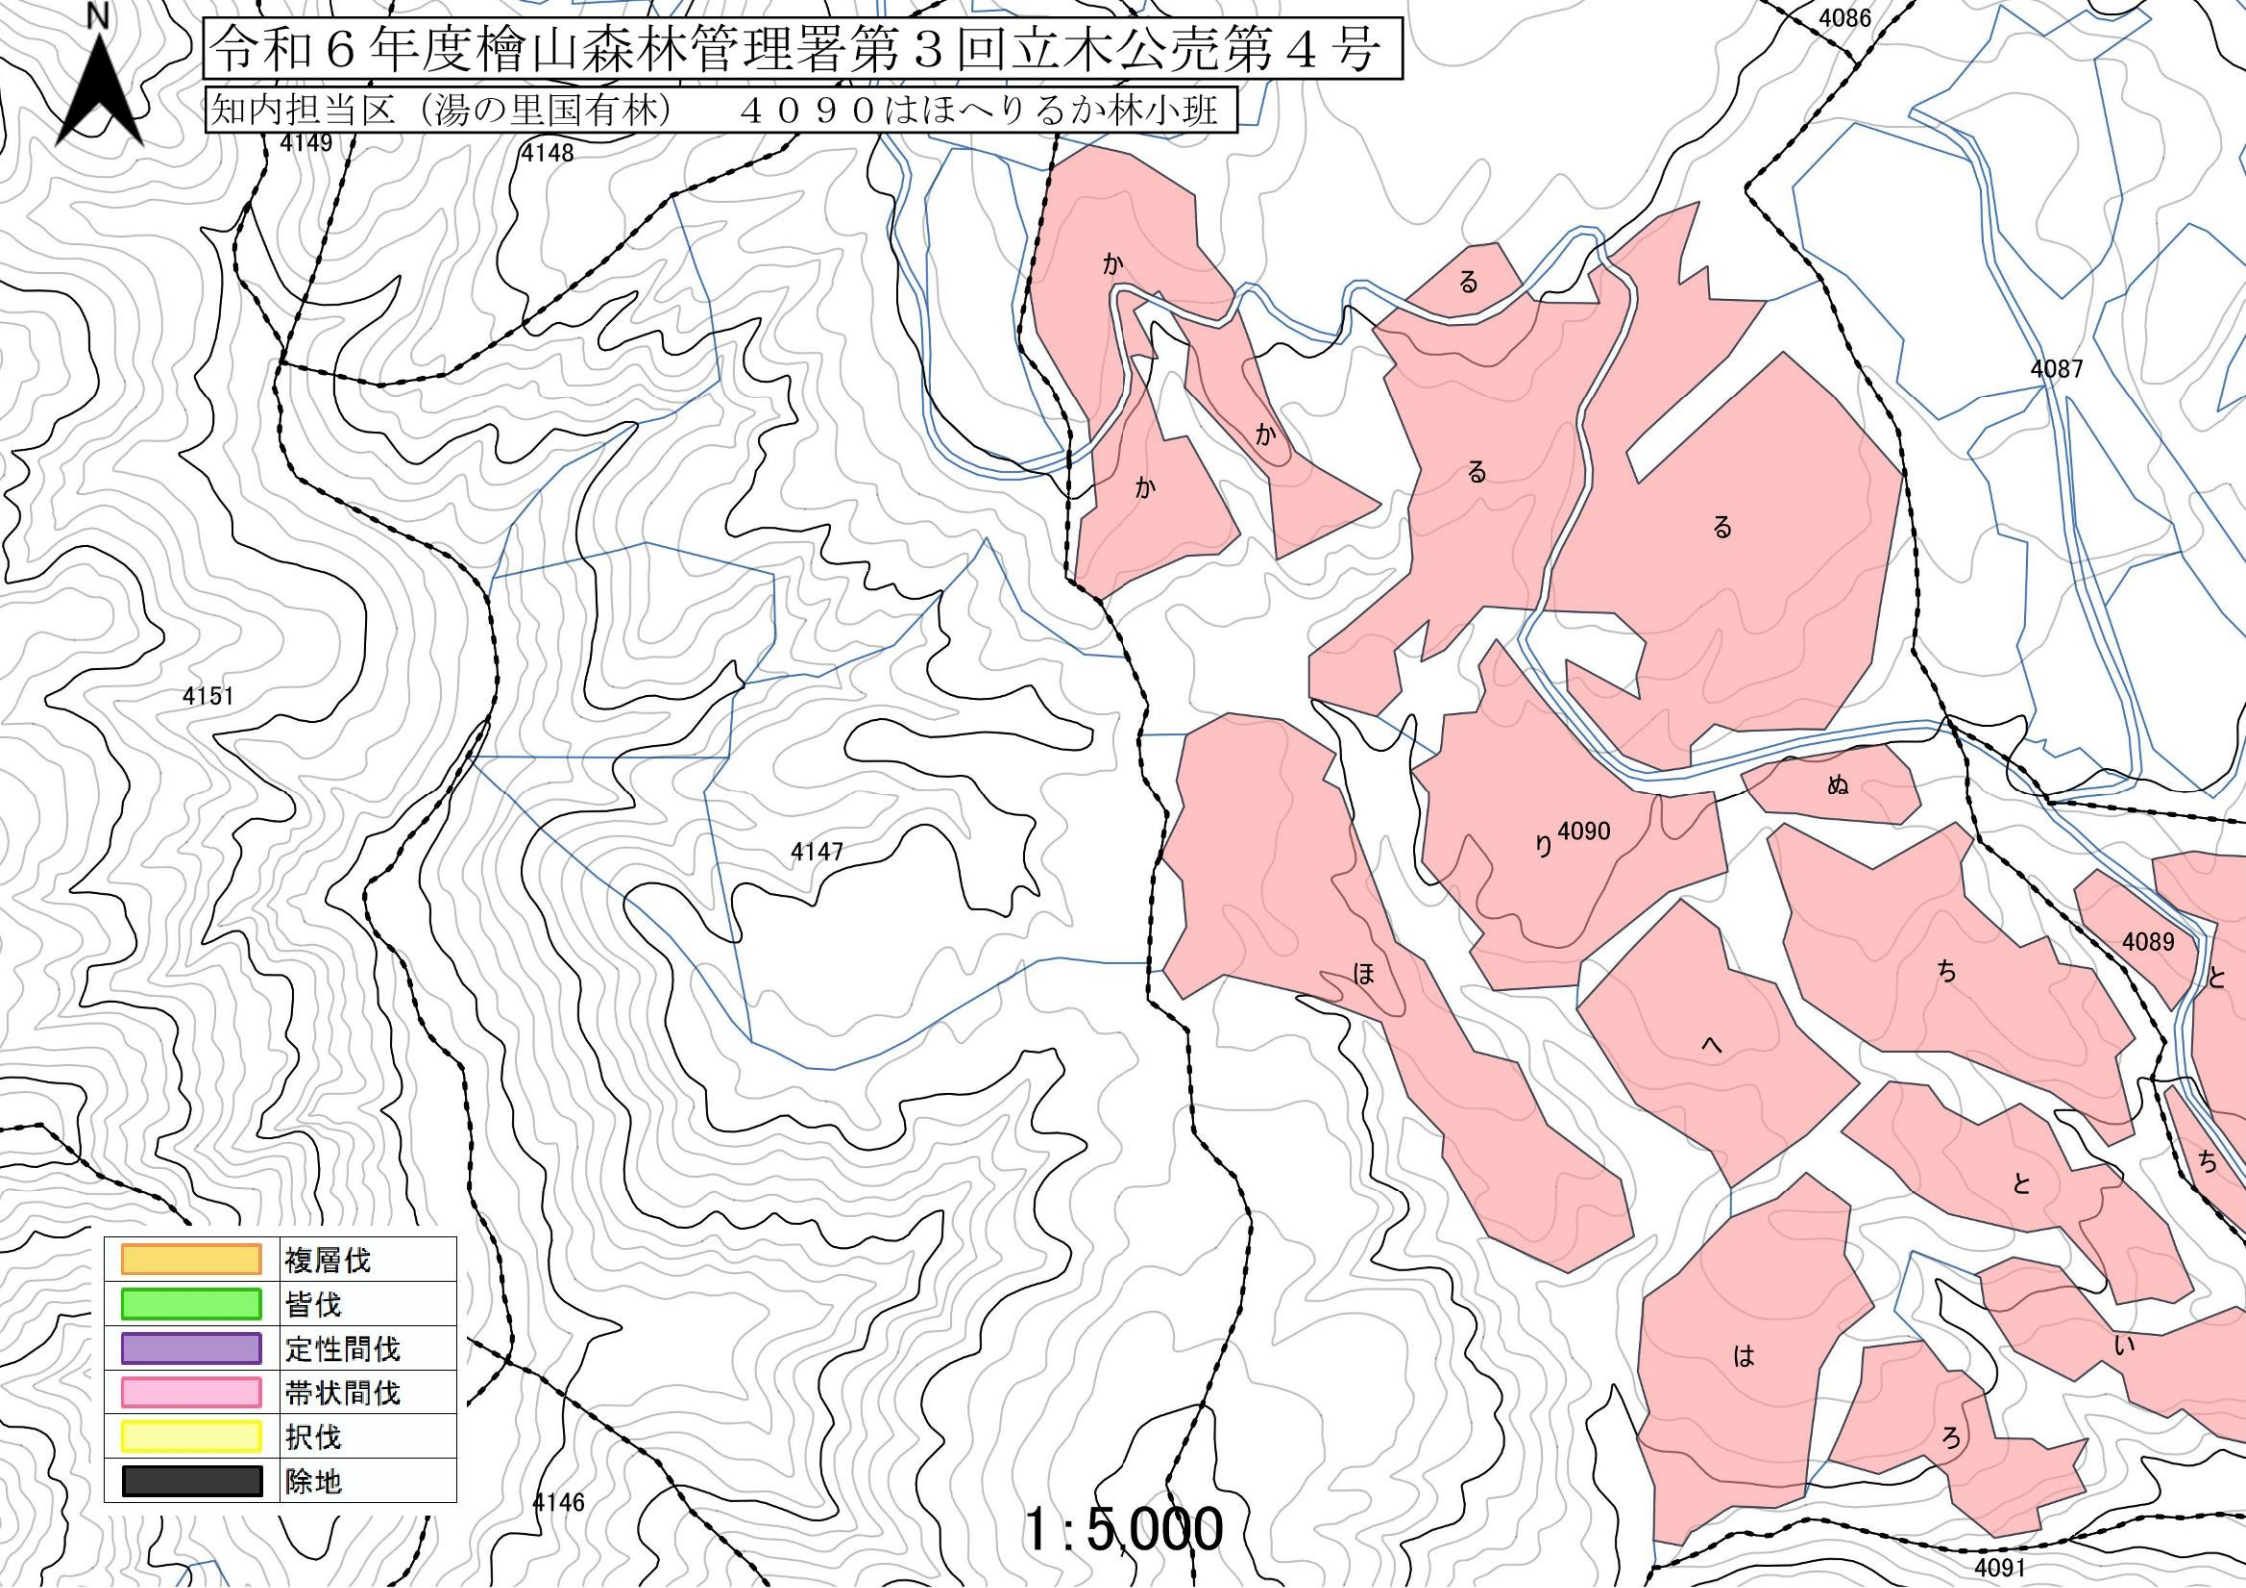 N
令和６年度檜山森林管理署第３回立木公売第４号
知内担当区（湯の里国有林）　４０９０はほへりるか林小班
4086
4149
4148
か
る
4087
か
る
か
る
4151
ぬ
り
4090
4147
4089
ほ
ち
と
へ
ち
と
い
は
ろ
複層伐
皆伐
定性間伐
帯状間伐
択伐
除地
4146
1:5,000
4091